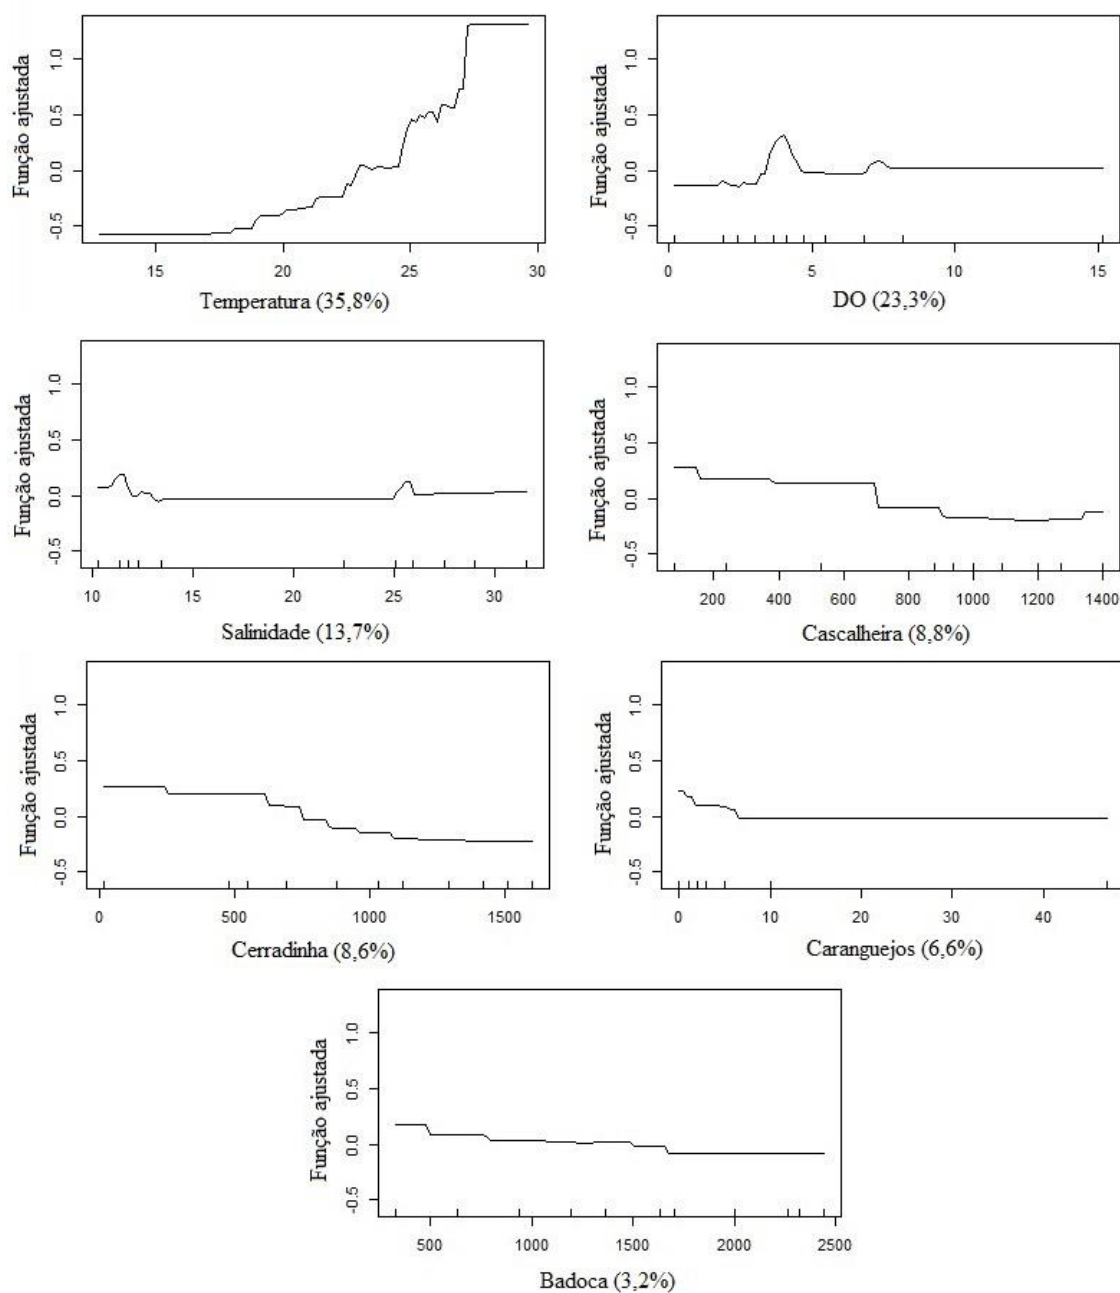 Função ajustada
1.0
0.5
0.0
-0.5
15 20 25 30
Temperatura (35,8%)
Função ajustada
1.0
0.5
0.0
-0.5
0 5 10 15
DO (23,3%)
Função ajustada
1.0
0.5
0.0
-0.5
10 15 20 25 30
Salinidade (13,7%)
Função ajustada
1.0
0.5
0.0
-0.5
200 400 600 800 1000 1200 1400
Cascalheira (8,8%)
Função ajustada
1.0
0.5
0.0
-0.5
0 500 1000 1500
Cerradinha (8,6%)
Função ajustada
1.0
0.5
0.0
-0.5
0 10 20 30 40
Caranguejos (6,6%)
Função ajustada
1.0
0.5
0.0
-0.5
500 1000 1500 2000 2500
Badoca (3,2%)